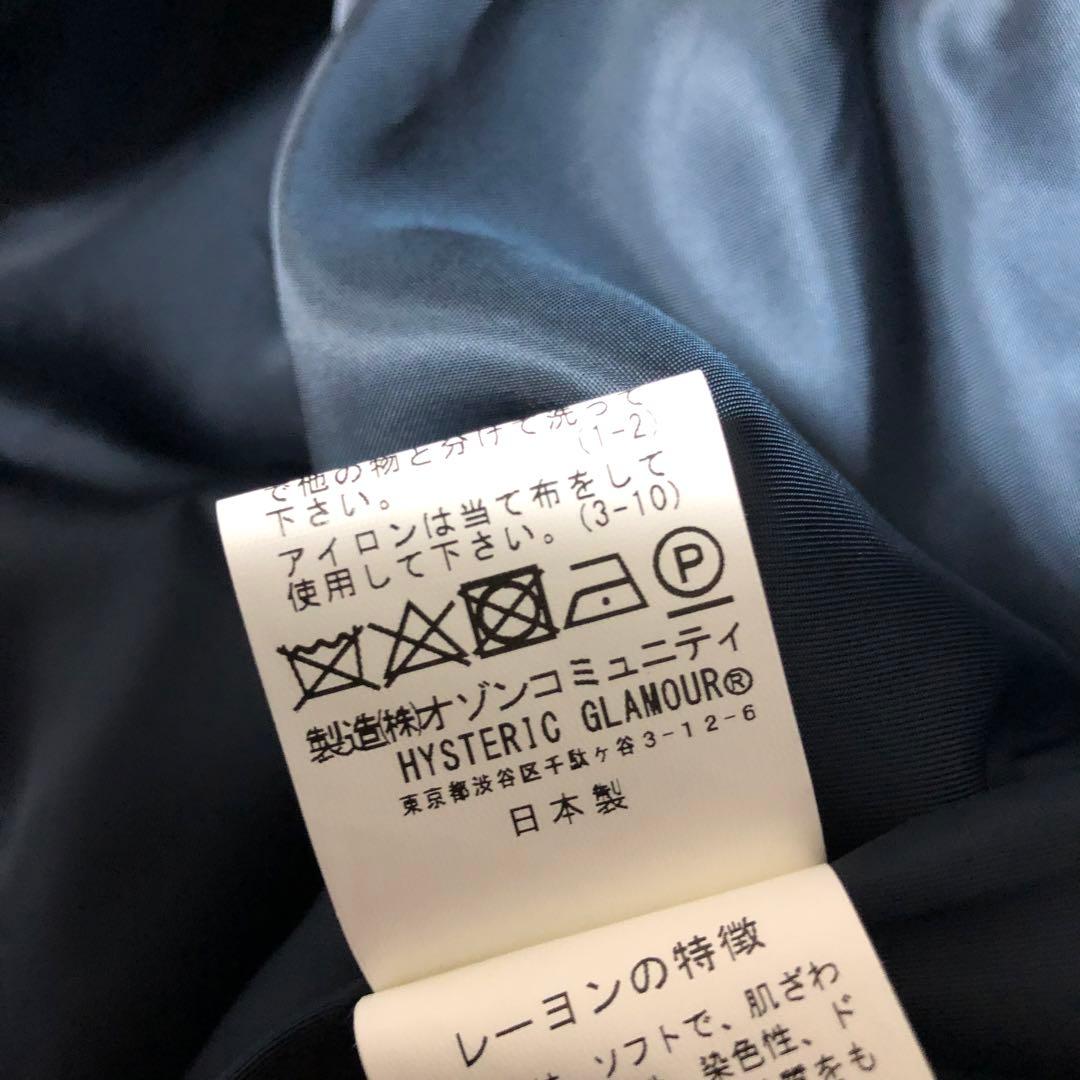 で他の物と分けて洗って
下さい。 (1-2)
アイロンは当て布をして
使用して下さい。(3-10)
P
製造(株)オゾンコミュニティ
HYSTERIC GLAMOUR®
東京都渋谷区千駄ヶ谷3-12-6
日本製
レーヨンの特徴
ソフトで、肌ざわ
染色性、ド
をも